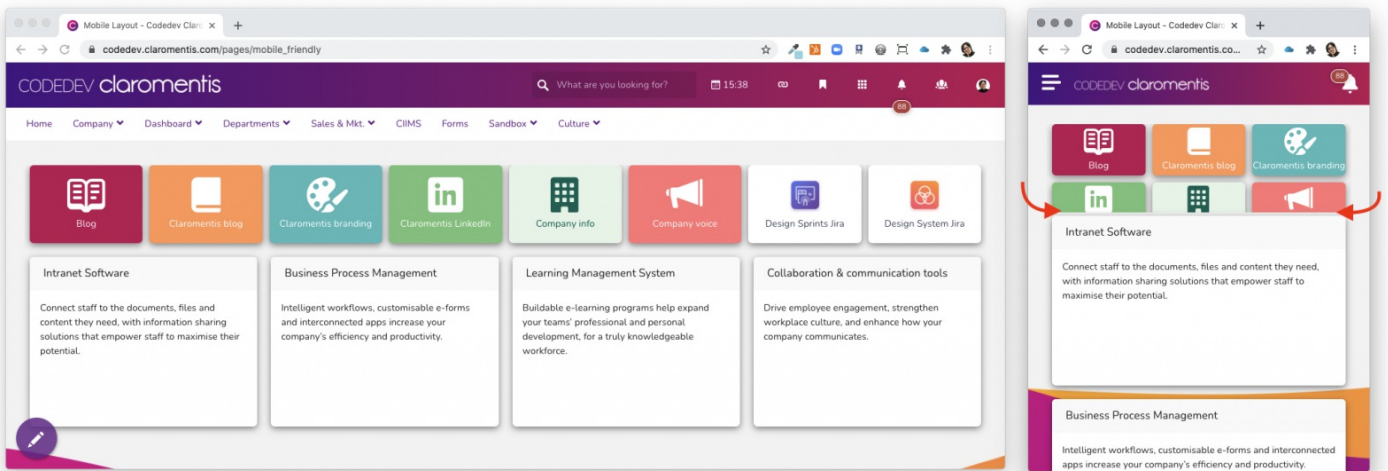 Mobile Layout - Codedev Claro
codedev.claromentis.com/pages/mobile_friendly
CODEDEV claromentis
What are you looking for?
15:38
88
Home Company Dashboard Departments Sales & Mkt. CIIMS Forms Sandbox Culture
Blog
Claromentis blog
Claromentis branding
in
Claromentis LinkedIn
Company info
Company voice
Design Sprints Jira
Design System Jira
Intranet Software
Connect staff to the documents, files and
content they need, with information sharing
solutions that empower staff to maximise their
potential.
Business Process Management
Intelligent workflows, customisable e-forms
and interconnected apps increase your
company's efficiency and productivity.
Learning Management System
Buildable e-learning programs help expand
your teams' professional and personal
development, for a truly knowledgeable
workforce.
Collaboration & communication tools
Drive employee engagement, strengthen
workplace culture, and enhance how your
company communicates.
Mobile Layout - Codedev Claro
codedev.claromentis.co...
CODEDEV claromentis
88
Blog
Claromentis blog
Claromentis branding
in
Intranet Software
Connect staff to the documents, files and content they need,
with information sharing solutions that empower staff to
maximise their potential.
Business Process Management
Intelligent workflows, customisable e-forms and interconnected
apps increase your company's efficiency and productivity.